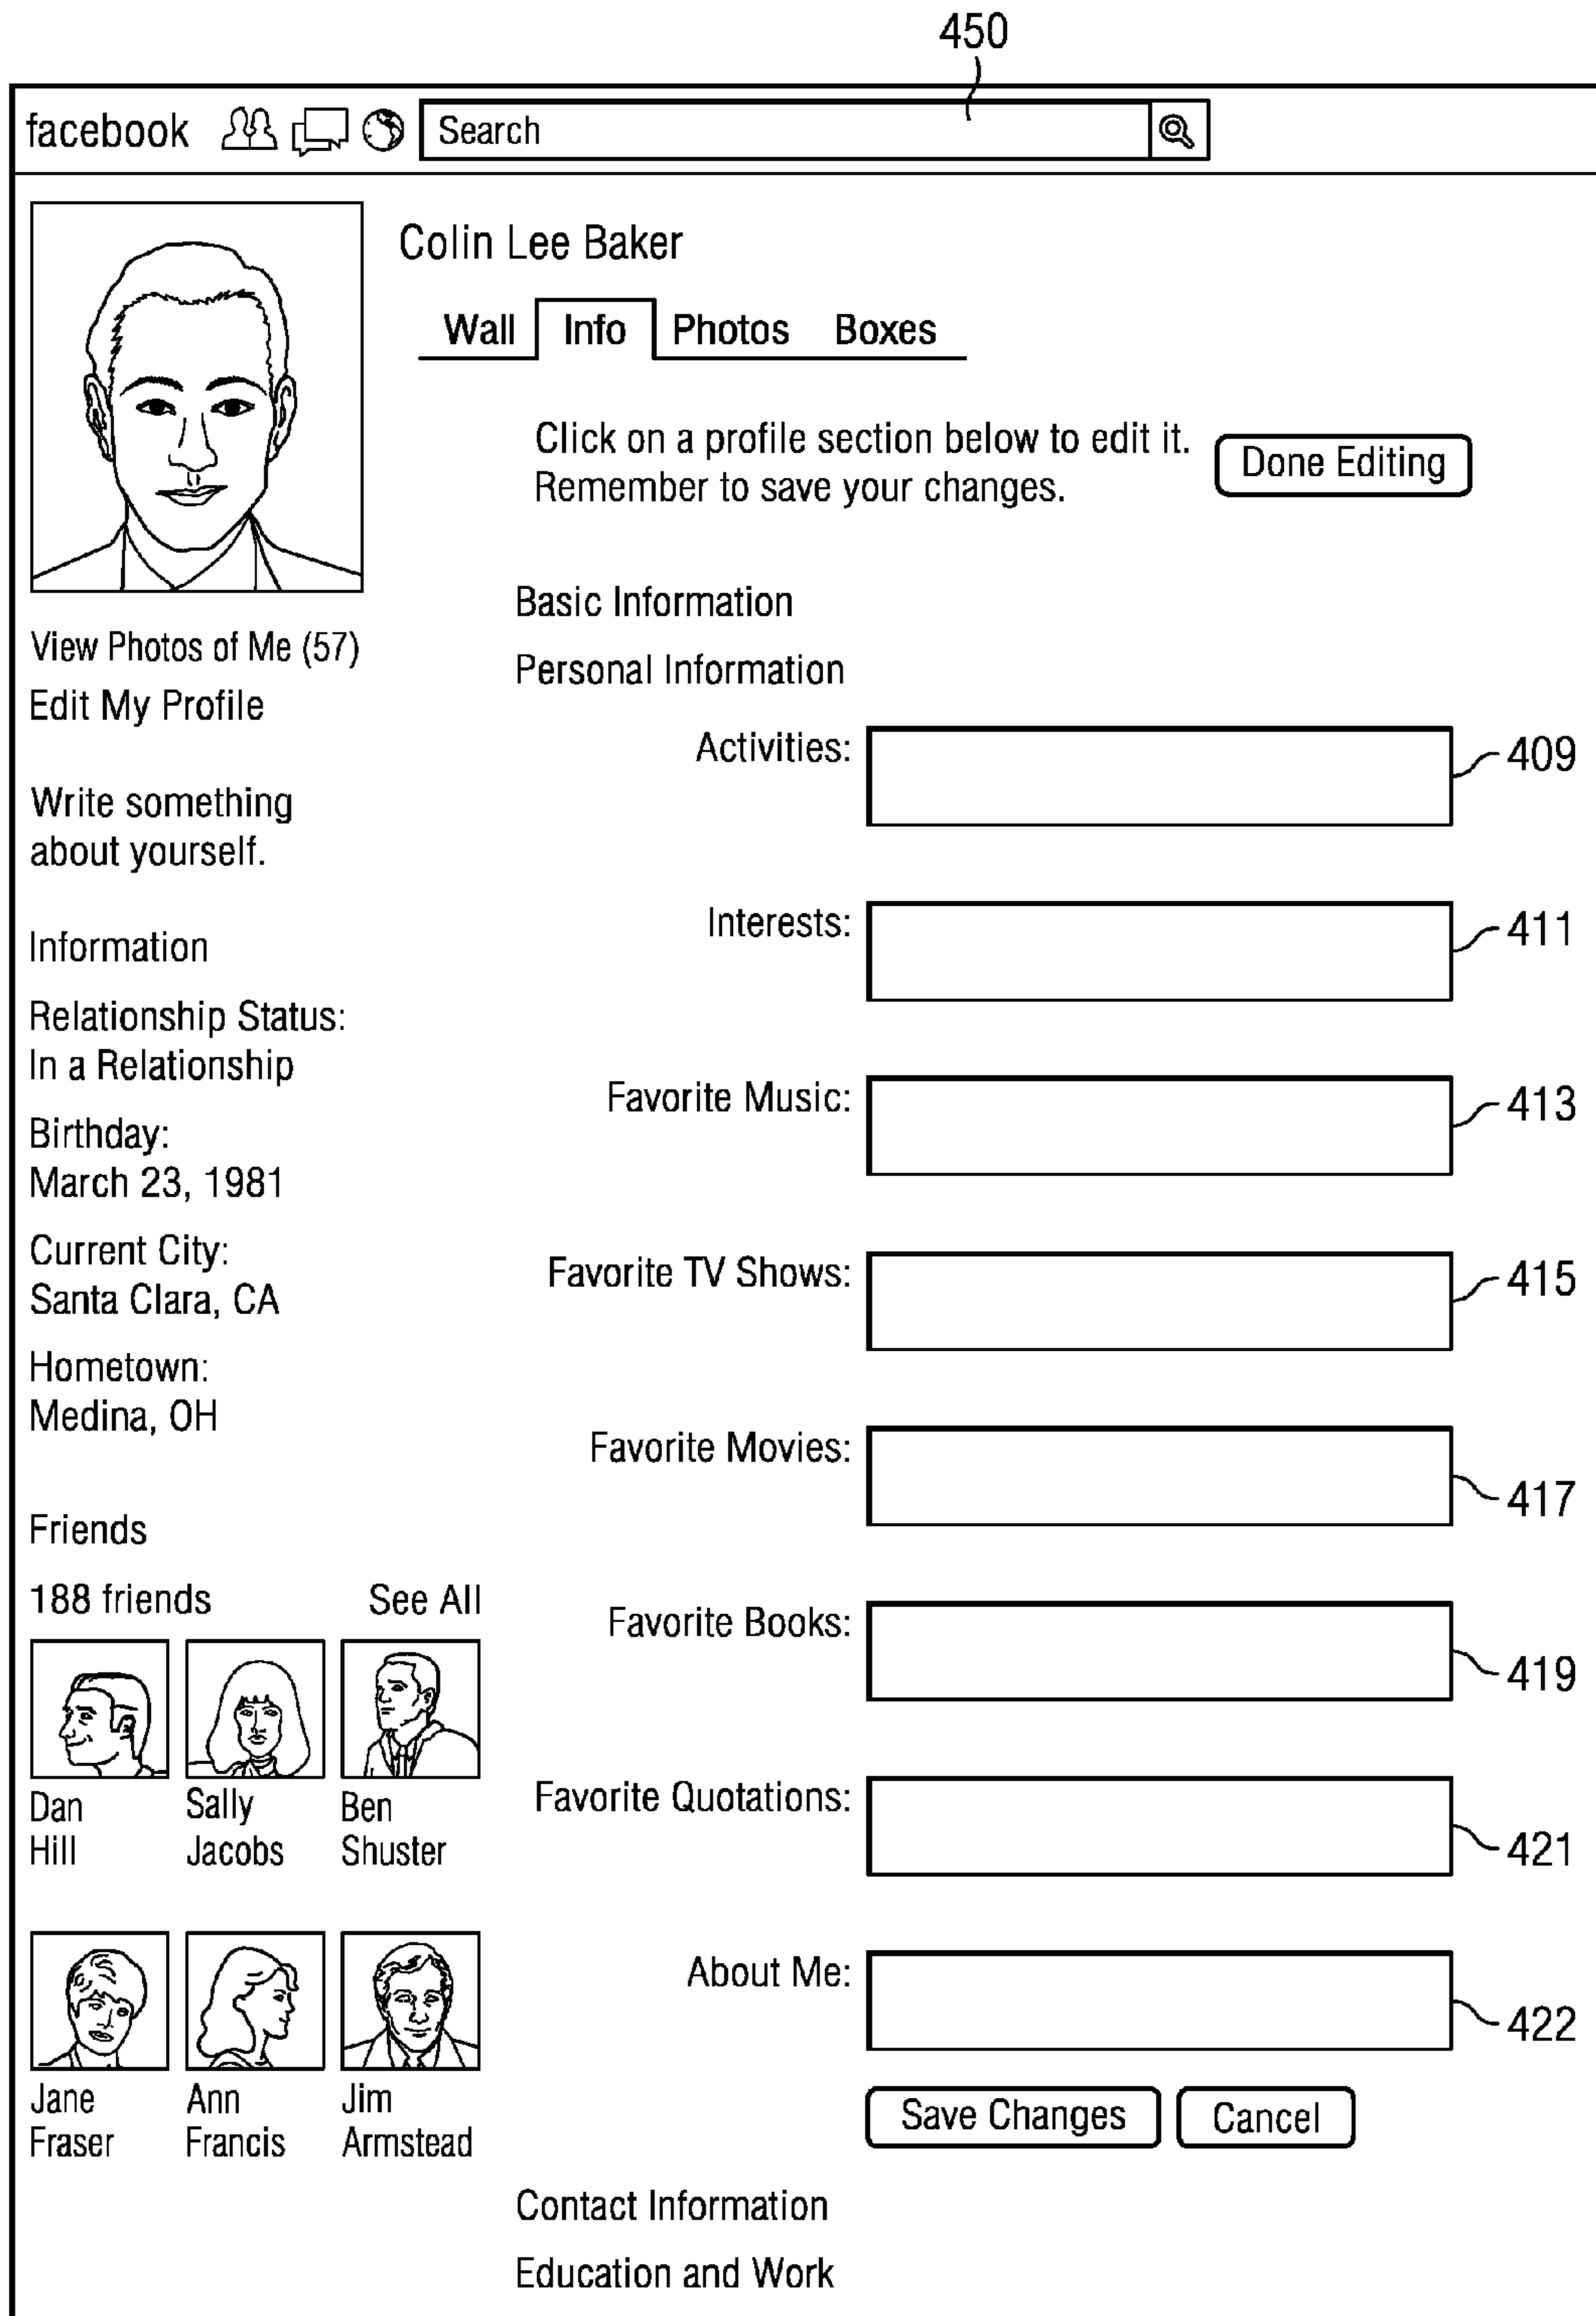 450
facebook
Search
Colin Lee Baker
Wall Info Photos Boxes
Click on a profile section below to edit it.
Remember to save your changes.
Done Editing
View Photos of Me (57)
Edit My Profile
Write something
about yourself.
Information
Relationship Status:
In a Relationship
Birthday:
March 23, 1981
Current City:
Santa Clara, CA
Hometown:
Medina, OH
Friends
188 friends See All
Dan
Hill
Sally
Jacobs
Ben
Shuster
Jane
Fraser
Ann
Francis
Jim
Armstead
Basic Information
Personal Information
Activities: 409
Interests: 411
Favorite Music: 413
Favorite TV Shows: 415
Favorite Movies: 417
Favorite Books: 419
Favorite Quotations: 421
About Me: 422
Save Changes Cancel
Contact Information
Education and Work